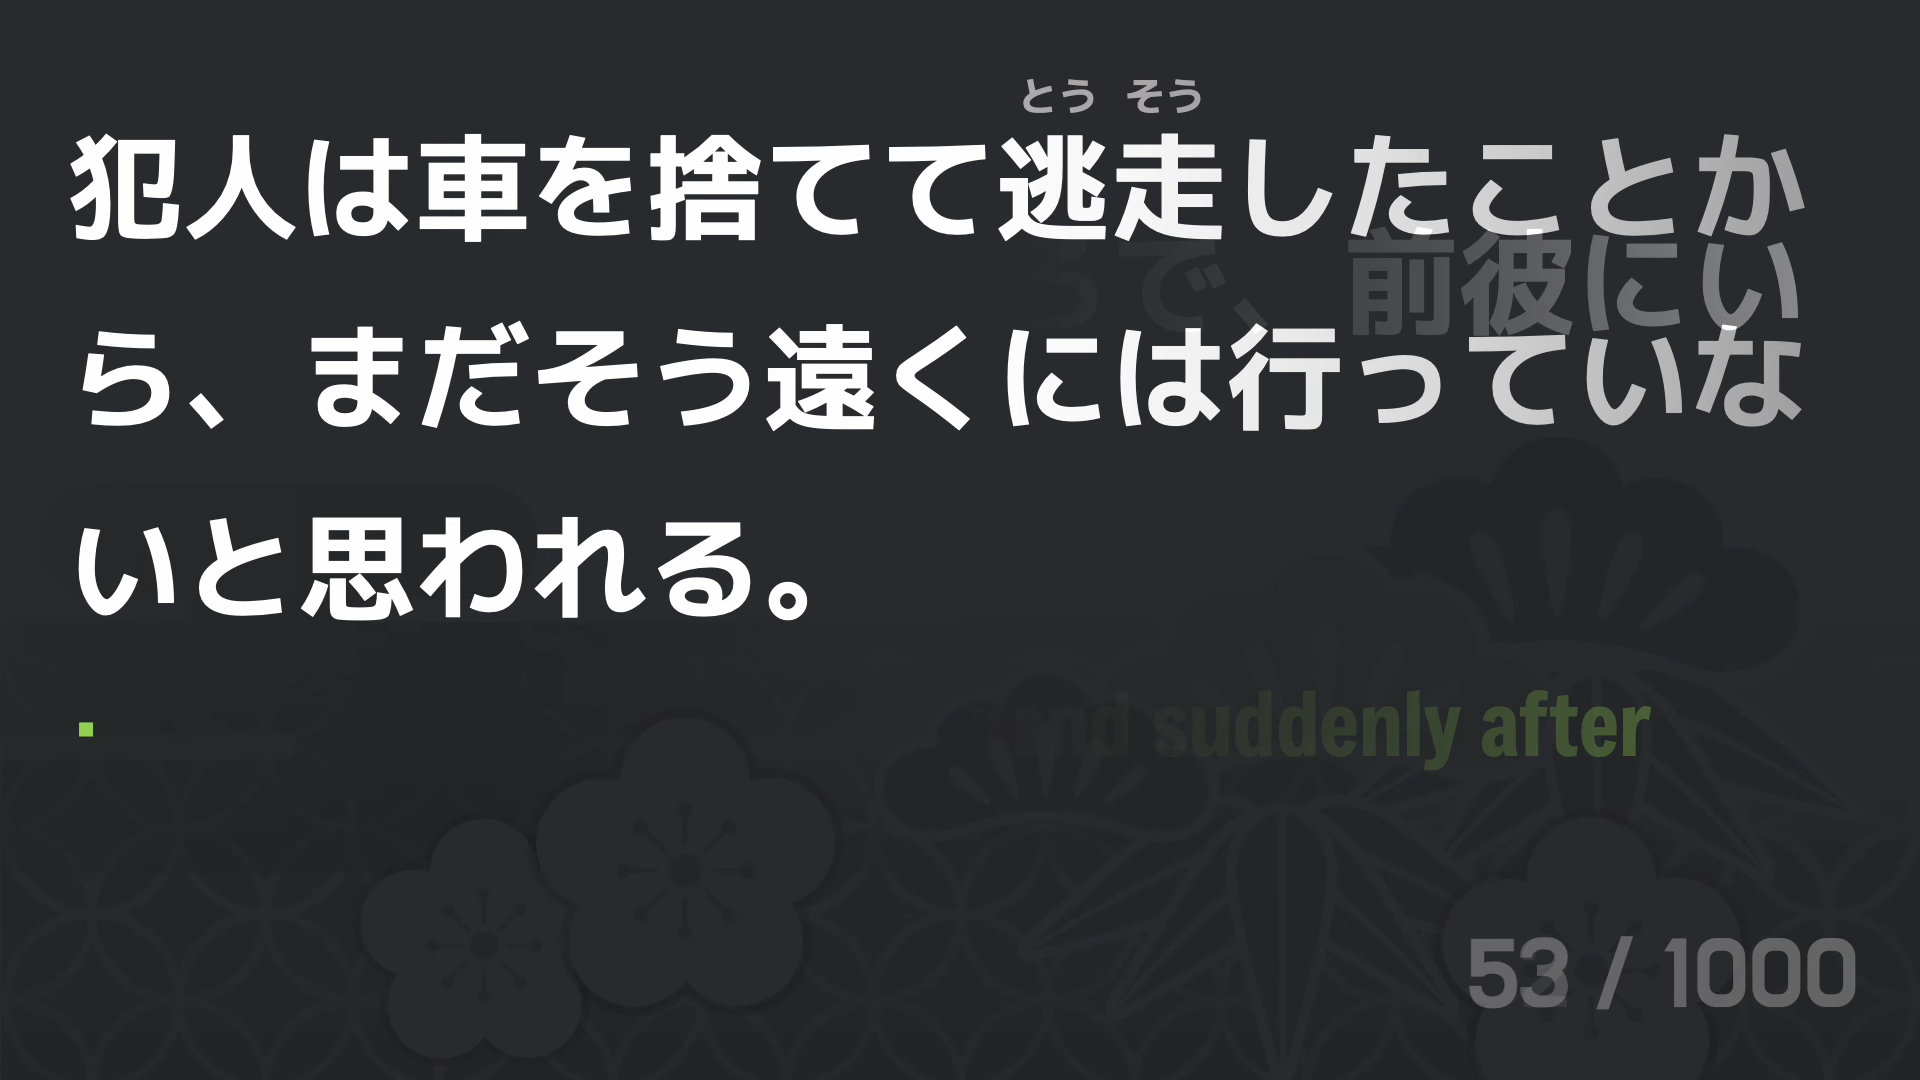 とう そう
犯人は車を捨てて逃走したことか
ら、まだそう遠くには行っていな
いと思われる。
で、前彼にい
. and suddenly after
53 / 1000